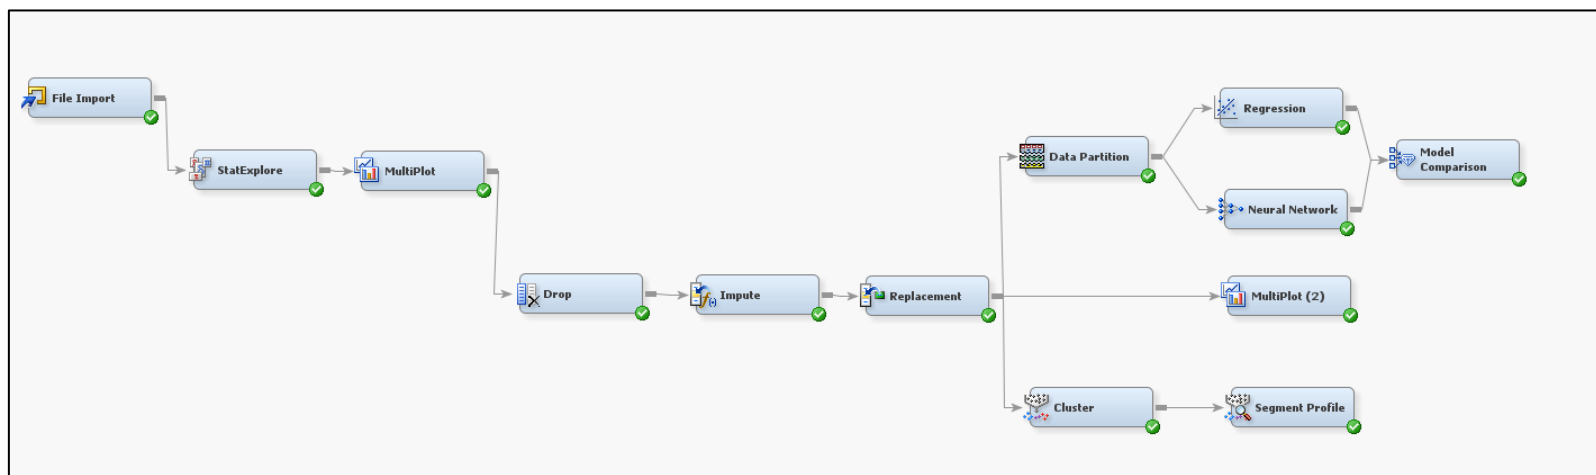 File Import
StatExplore
MultiPlot
Drop
Impute
Replacement
Data Partition
Regression
Neural Network
Model
Comparison
MultiPlot (2)
Cluster
Segment Profile